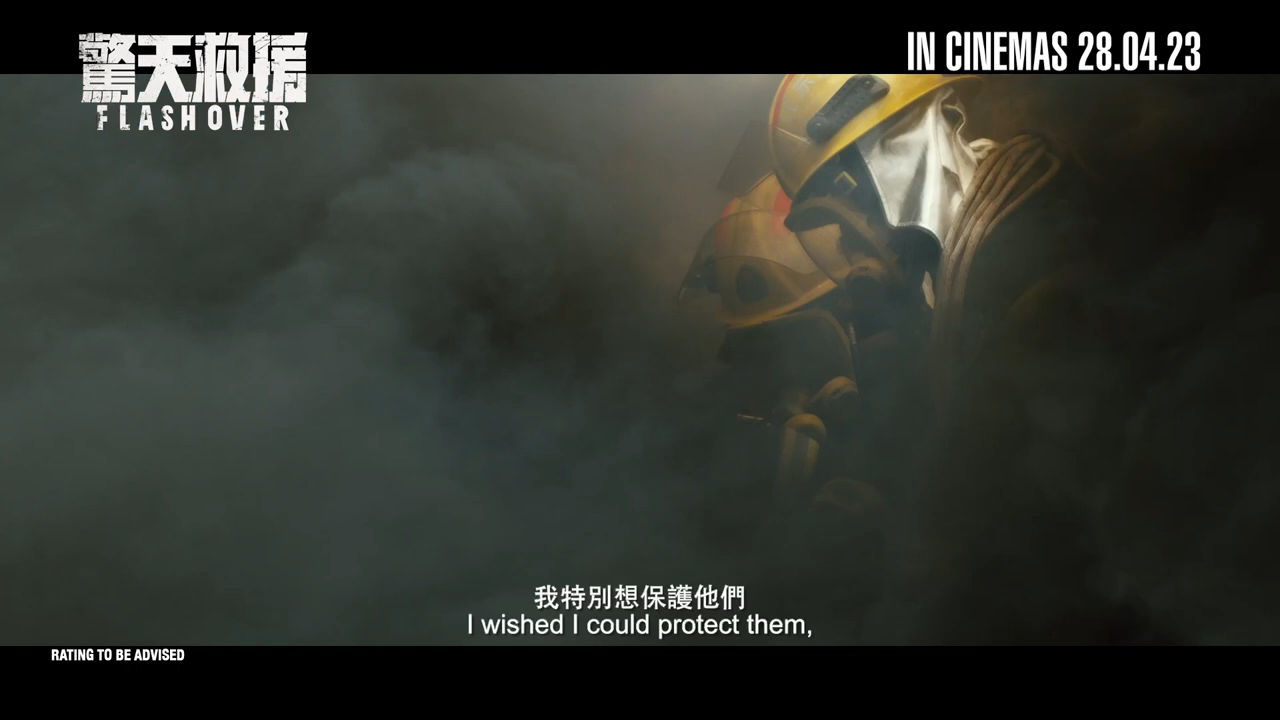 驚天救援
FLASHOVER
IN CINEMAS 28.04.23
我特別想保護他們
I wished I could protect them,
RATING TO BE ADVISED